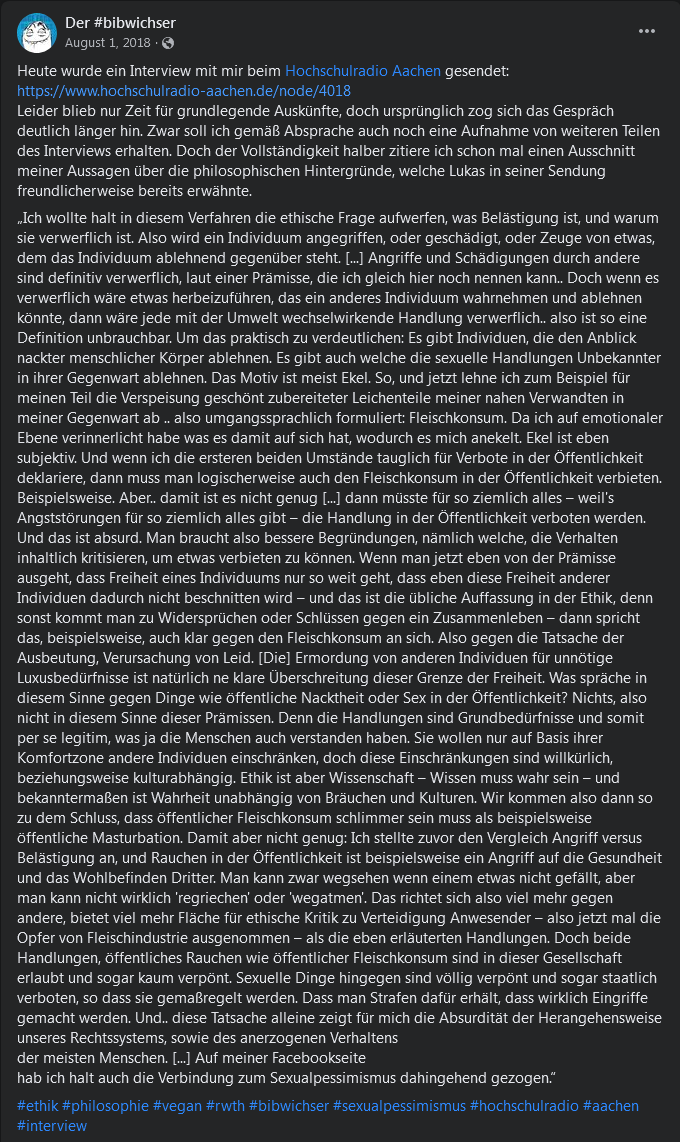 Der #bibwichser
August 1, 2018 ·
Heute wurde ein Interview mit mir beim Hochschulradio Aachen gesendet:
https://www.hochschulradio-aachen.de/node/4018
Leider blieb nur Zeit für grundlegende Auskünfte, doch ursprünglich zog sich das Gespräch
deutlich länger hin. Zwar soll ich gemäß Absprache auch noch eine Aufnahme von weiteren Teilen
des Interviews erhalten. Doch der Vollständigkeit halber zitiere ich schon mal einen Ausschnitt
meiner Aussagen über die philosophischen Hintergründe, welche Lukas in seiner Sendung
freundlicherweise bereits erwähnte.
„Ich wollte halt in diesem Verfahren die ethische Frage aufwerfen, was Belästigung ist, und warum
sie verwerflich ist. Also wird ein Individuum angegriffen, oder geschädigt, oder Zeuge von etwas,
dem das Individuum ablehnend gegenüber steht. [...] Angriffe und Schädigungen durch andere
sind definitiv verwerflich, laut einer Prämisse, die ich gleich hier noch nennen kann.. Doch wenn es
verwerflich wäre etwas herbeizuführen, das ein anderes Individuum wahrnehmen und ablehnen
könnte, dann wäre jede mit der Umwelt wechselwirkende Handlung verwerflich.. also ist so eine
Definition unbrauchbar. Um das praktisch zu verdeutlichen: Es gibt Individuen, die den Anblick
nackter menschlicher Körper ablehnen. Es gibt auch welche die sexuelle Handlungen Unbekannter
in ihrer Gegenwart ablehnen. Das Motiv ist meist Ekel. So, und jetzt lehne ich zum Beispiel für
meinen Teil die Verspeisung geschönt zubereiteter Leichenteile meiner nahen Verwandten in
meiner Gegenwart ab .. also umgangssprachlich formuliert: Fleischkonsum. Da ich auf emotionaler
Ebene verinnerlicht habe was es damit auf sich hat, wodurch es mich anekelt. Ekel ist eben
subjektiv. Und wenn ich die ersteren beiden Umstände tauglich für Verbote in der Öffentlichkeit
deklariere, dann muss man logischerweise auch den Fleischkonsum in der Öffentlichkeit verbieten.
Beispielsweise. Aber.. damit ist es nicht genug [...] dann müsste für so ziemlich alles – weil's
Angststörungen für so ziemlich alles gibt – die Handlung in der Öffentlichkeit verboten werden.
Und das ist absurd. Man braucht also bessere Begründungen, nämlich welche, die Verhalten
inhaltlich kritisieren, um etwas verbieten zu können. Wenn man jetzt eben von der Prämisse
ausgeht, dass Freiheit eines Individuums nur so weit geht, dass eben diese Freiheit anderer
Individuen dadurch nicht beschnitten wird – und das ist die übliche Auffassung in der Ethik, denn
sonst kommt man zu Widersprüchen oder Schlüssen gegen ein Zusammenleben – dann spricht
das, beispielsweise, auch klar gegen den Fleischkonsum an sich. Also gegen die Tatsache der
Ausbeutung, Verursachung von Leid. [Die] Ermordung von anderen Individuen für unnötige
Luxusbedürfnisse ist natürlich ne klare Überschreitung dieser Grenze der Freiheit. Was spräche in
diesem Sinne gegen Dinge wie öffentliche Nacktheit oder Sex in der Öffentlichkeit? Nichts, also
nicht in diesem Sinne dieser Prämissen. Denn die Handlungen sind Grundbedürfnisse und somit
per se legitim, was ja die Menschen auch verstanden haben. Sie wollen nur auf Basis ihrer
Komfortzone andere Individuen einschränken, doch diese Einschränkungen sind willkürlich,
beziehungsweise kulturabhängig. Ethik ist aber Wissenschaft – Wissen muss wahr sein – und
bekanntermaßen ist Wahrheit unabhängig von Bräuchen und Kulturen. Wir kommen also dann so
zu dem Schluss, dass öffentlicher Fleischkonsum schlimmer sein muss als beispielsweise
öffentliche Masturbation. Damit aber nicht genug: Ich stellte zuvor den Vergleich Angriff versus
Belästigung an, und Rauchen in der Öffentlichkeit ist beispielsweise ein Angriff auf die Gesundheit
und das Wohlbefinden Dritter. Man kann zwar wegsehen wenn einem etwas nicht gefällt, aber
man kann nicht wirklich 'regriechen' oder 'wegatmen'. Das richtet sich also viel mehr gegen
andere, bietet viel mehr Fläche für ethische Kritik zu Verteidigung Anwesender – also jetzt mal die
Opfer von Fleischindustrie ausgenommen – als die eben erläuterten Handlungen. Doch beide
Handlungen, öffentliches Rauchen wie öffentlicher Fleischkonsum sind in dieser Gesellschaft
erlaubt und sogar kaum verpönt. Sexuelle Dinge hingegen sind völlig verpönt und sogar staatlich
verboten, so dass sie gemaßregelt werden. Dass man Strafen dafür erhält, dass wirklich Eingriffe
gemacht werden. Und.. diese Tatsache alleine zeigt für mich die Absurdität der Herangehensweise
unseres Rechtssystems, sowie des anerzogenen Verhaltens
der meisten Menschen. [...] Auf meiner Facebookseite
hab ich halt auch die Verbindung zum Sexualpessimismus dahingehend gezogen.“
#ethik #philosophie #vegan #rwth #bibwichser #sexualpessimismus #hochschulradio #aachen
#interview